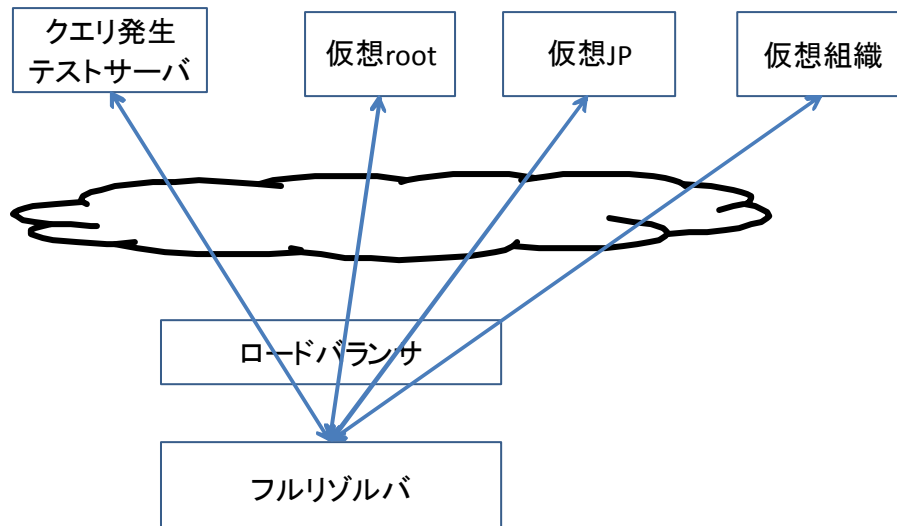 クエリ発生
テストサーバ
仮想root
仮想JP
仮想組織
ロードバランサ
フルリゾルバ